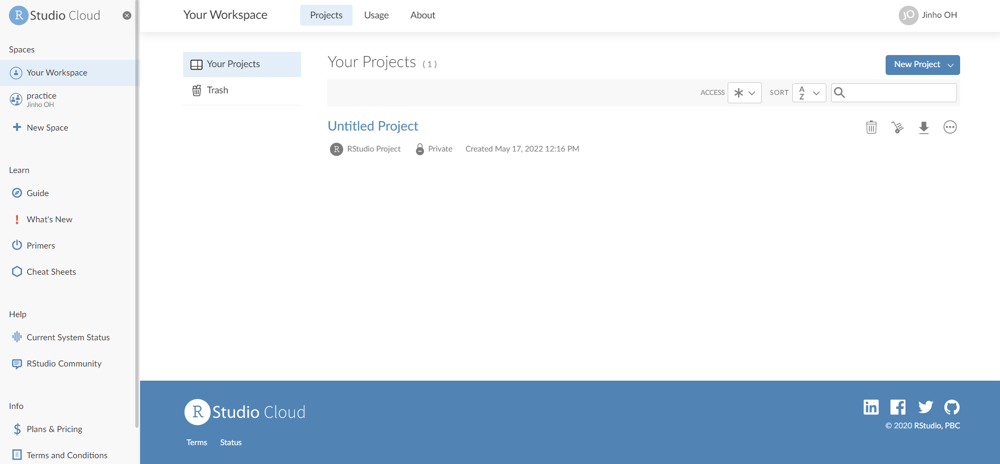 R Studio Cloud
Spaces
Your Workspace
practice
Jinho OH
New Space
Learn
Guide
What's New
Primers
Cheat Sheets
Help
Current System Status
RStudio Community
Info
Plans & Pricing
Terms and Conditions
Your Workspace Projects Usage About
JO Jinho OH
Your Projects
Trash
Your Projects (1)
New Project
ACCESS SORT A Z
Untitled Project
R RStudio Project Private Created May 17, 2022 12:16 PM
R Studio Cloud
Terms Status
© 2020 RStudio, PBC